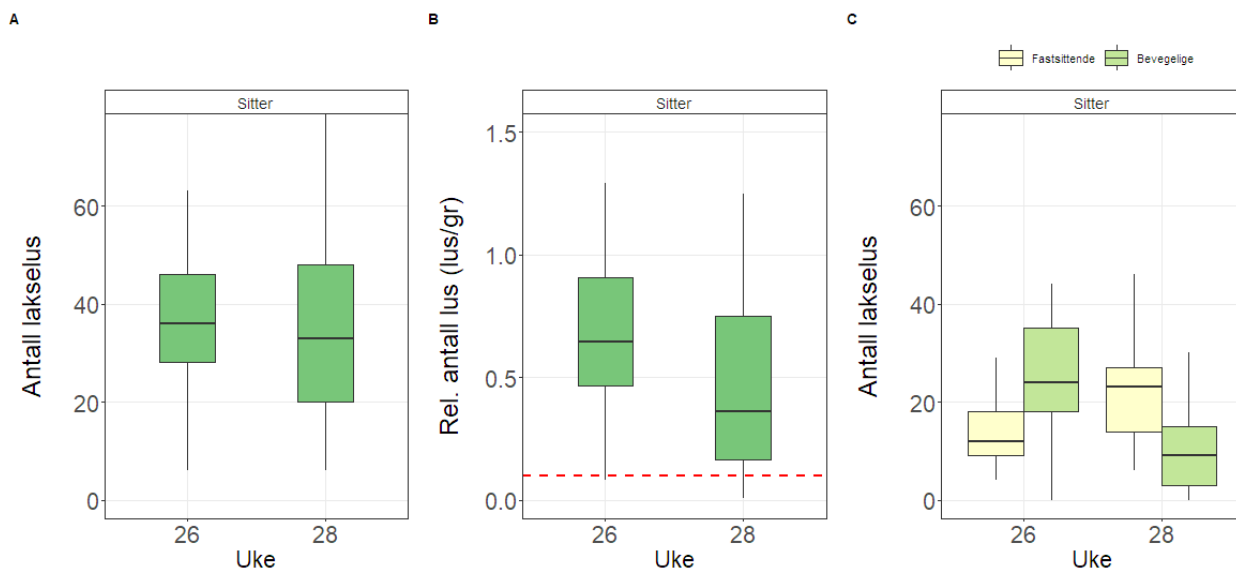 A
Sitter
Antall lakselus
60
40
20
0
26 28
Uke
B
Sitter
Rel. antall lus (lus/gr)
1.5
1.0
0.5
0.0
26 28
Uke
C
Fastsittende Bevegelige
Sitter
Antall lakselus
60
40
20
0
26 28
Uke